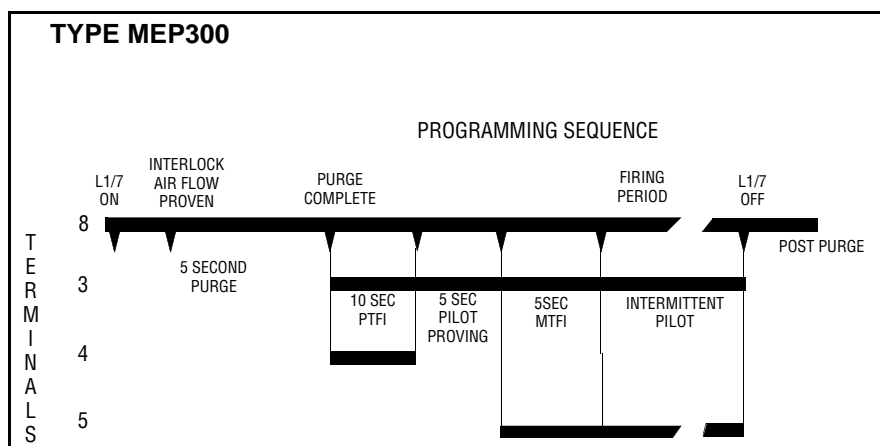 TYPE MEP300
PROGRAMMING SEQUENCE
L1/7
ON
INTERLOCK
AIR FLOW
PROVEN
PURGE
COMPLETE
FIRING
PERIOD
L1/7
OFF
TERMINALS
8
POST PURGE
5 SECOND
PURGE
3
10 SEC
PTFI
5 SEC
PILOT
PROVING
5SEC
MTFI
INTERMITTENT
PILOT
4
5